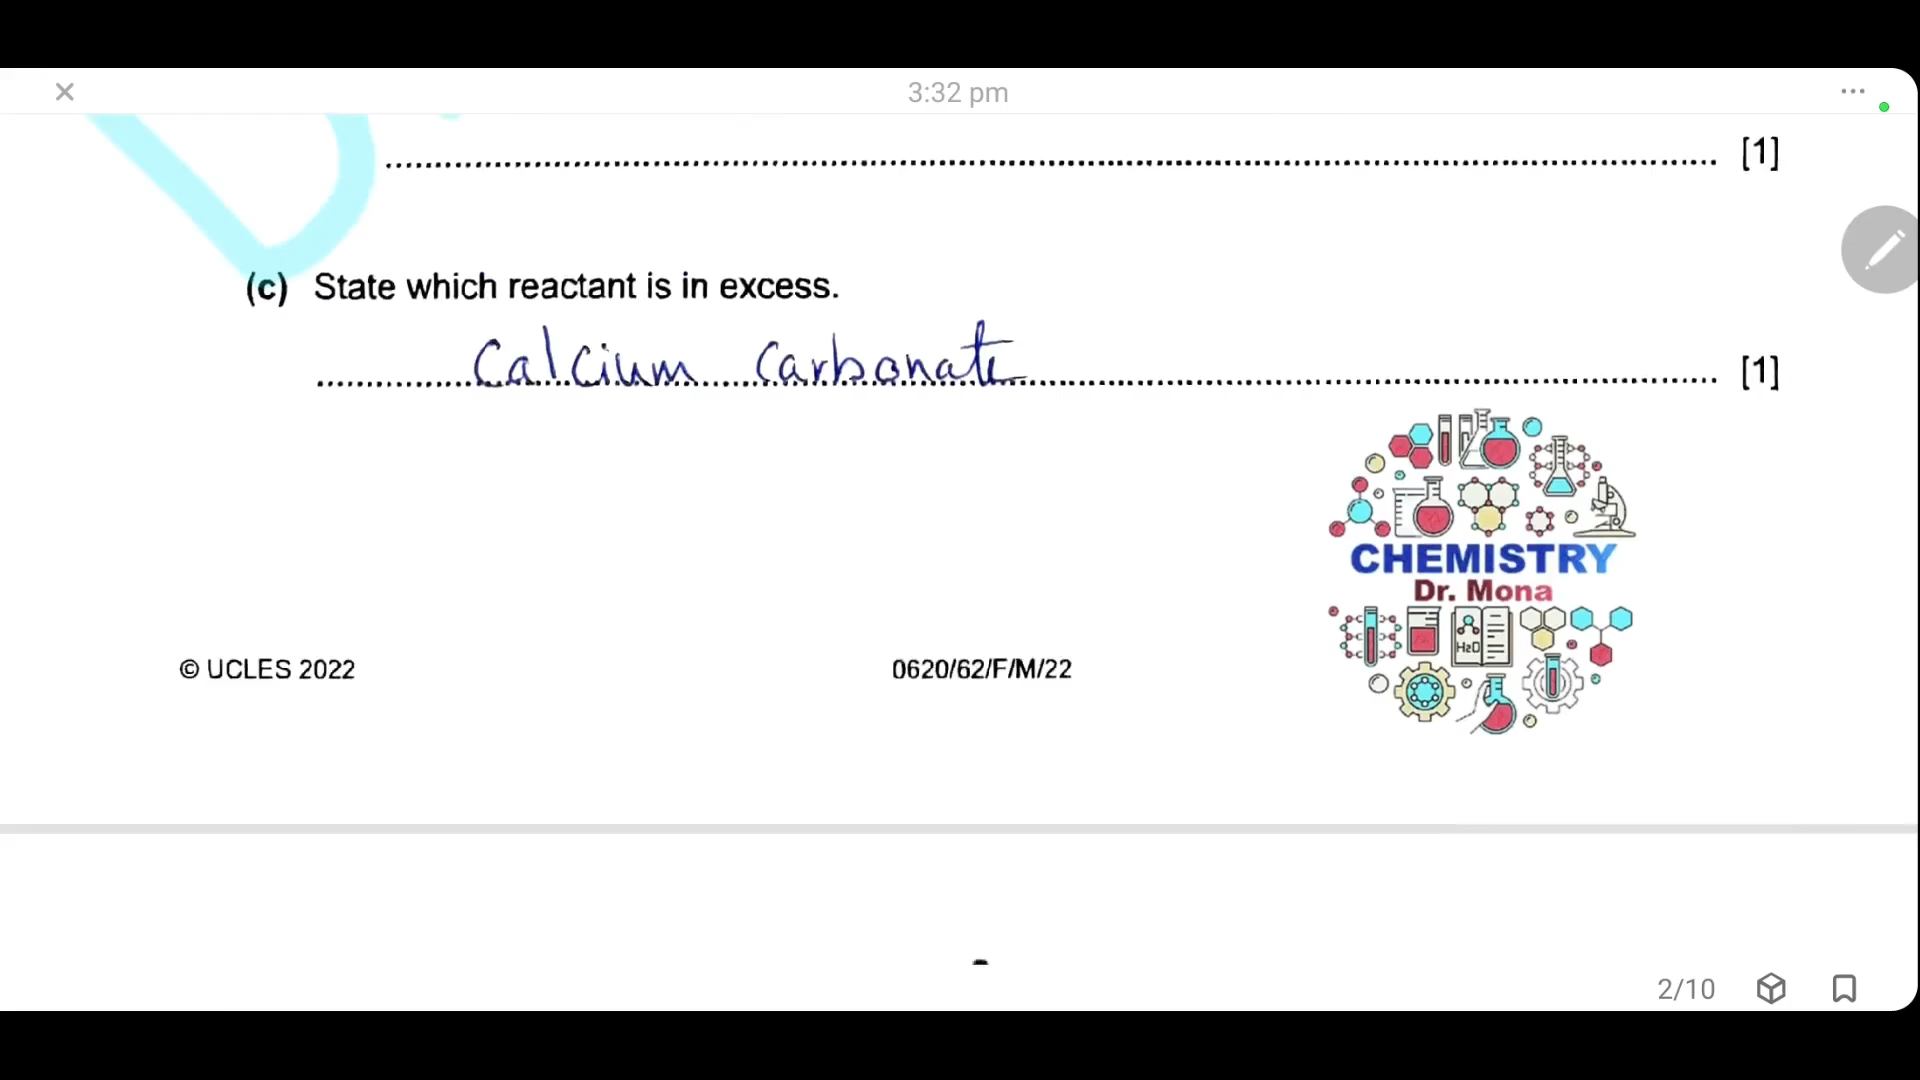 3:32 pm
[1]
(c) State which reactant is in excess.
Calcium Carbonate [1]
CHEMISTRY
Dr. Mona
H₂O
© UCLES 2022 0620/62/F/M/22
2/10